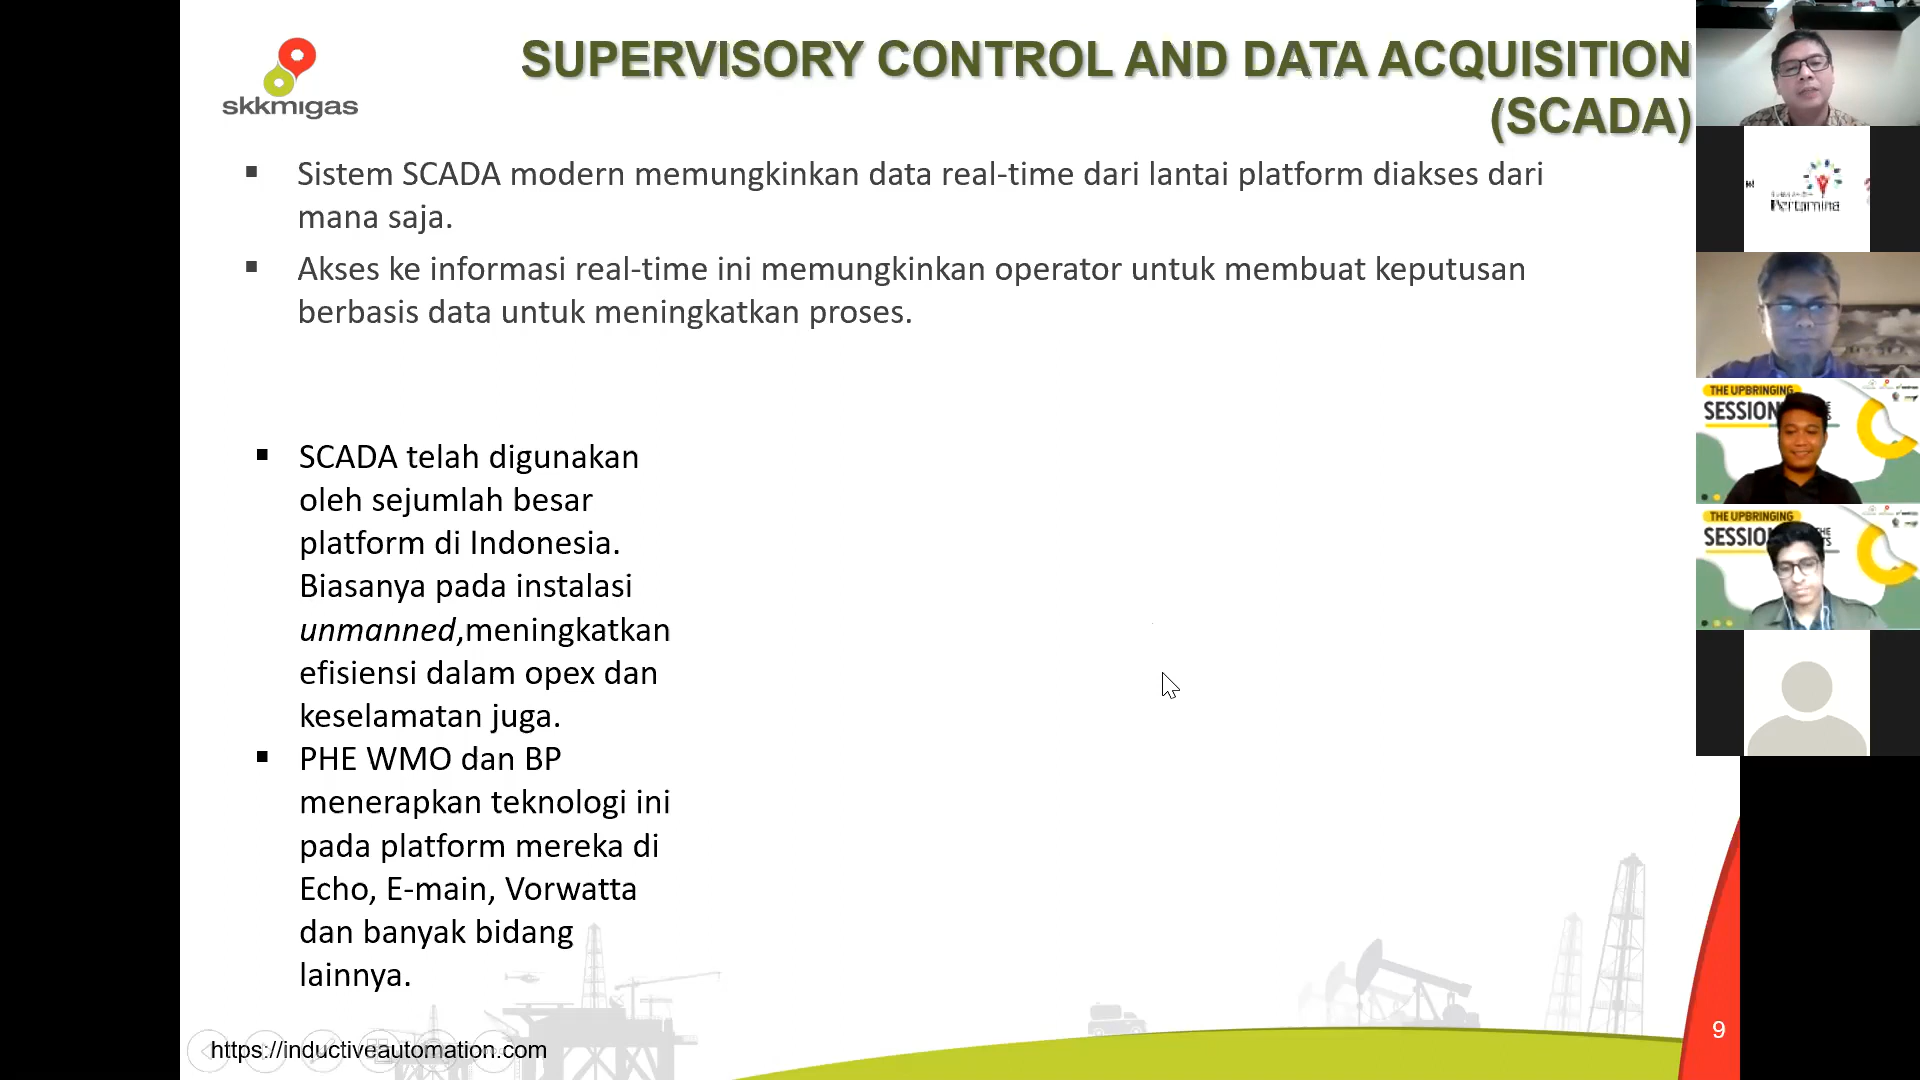 skkmigas
SUPERVISORY CONTROL AND DATA ACQUISITION
(SCADA)
▪ Sistem SCADA modern memungkinkan data real-time dari lantai platform diakses dari
mana saja.
▪ Akses ke informasi real-time ini memungkinkan operator untuk membuat keputusan
berbasis data untuk meningkatkan proses.
▪ SCADA telah digunakan
oleh sejumlah besar
platform di Indonesia.
Biasanya pada instalasi
unmanned,meningkatkan
efisiensi dalam opex dan
keselamatan juga.
▪ PHE WMO dan BP
menerapkan teknologi ini
pada platform mereka di
Echo, E-main, Vorwatta
dan banyak bidang
lainnya.
https://inductiveautomation.com
9
Pertamina
THE UPBRINGING
SESSION
THE UPBRINGING
SESSIO